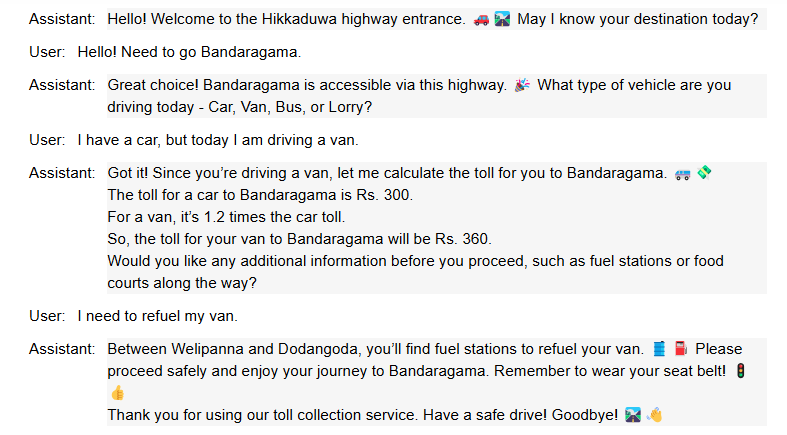 Assistant: Hello! Welcome to the Hikkaduwa highway entrance. 🚗 🛣️ May I know your destination today?
User: Hello! Need to go Bandaragama.
Assistant: Great choice! Bandaragama is accessible via this highway. 🎉 What type of vehicle are you
driving today - Car, Van, Bus, or Lorry?
User: I have a car, but today I am driving a van.
Assistant: Got it! Since you’re driving a van, let me calculate the toll for you to Bandaragama. 🚐 💸
The toll for a car to Bandaragama is Rs. 300.
For a van, it’s 1.2 times the car toll.
So, the toll for your van to Bandaragama will be Rs. 360.
Would you like any additional information before you proceed, such as fuel stations or food
courts along the way?
User: I need to refuel my van.
Assistant: Between Welipanna and Dodangoda, you’ll find fuel stations to refuel your van. 🛢️ ⛽ Please
proceed safely and enjoy your journey to Bandaragama. Remember to wear your seat belt! 🚦
👍
Thank you for using our toll collection service. Have a safe drive! Goodbye! 🛣️ 👋